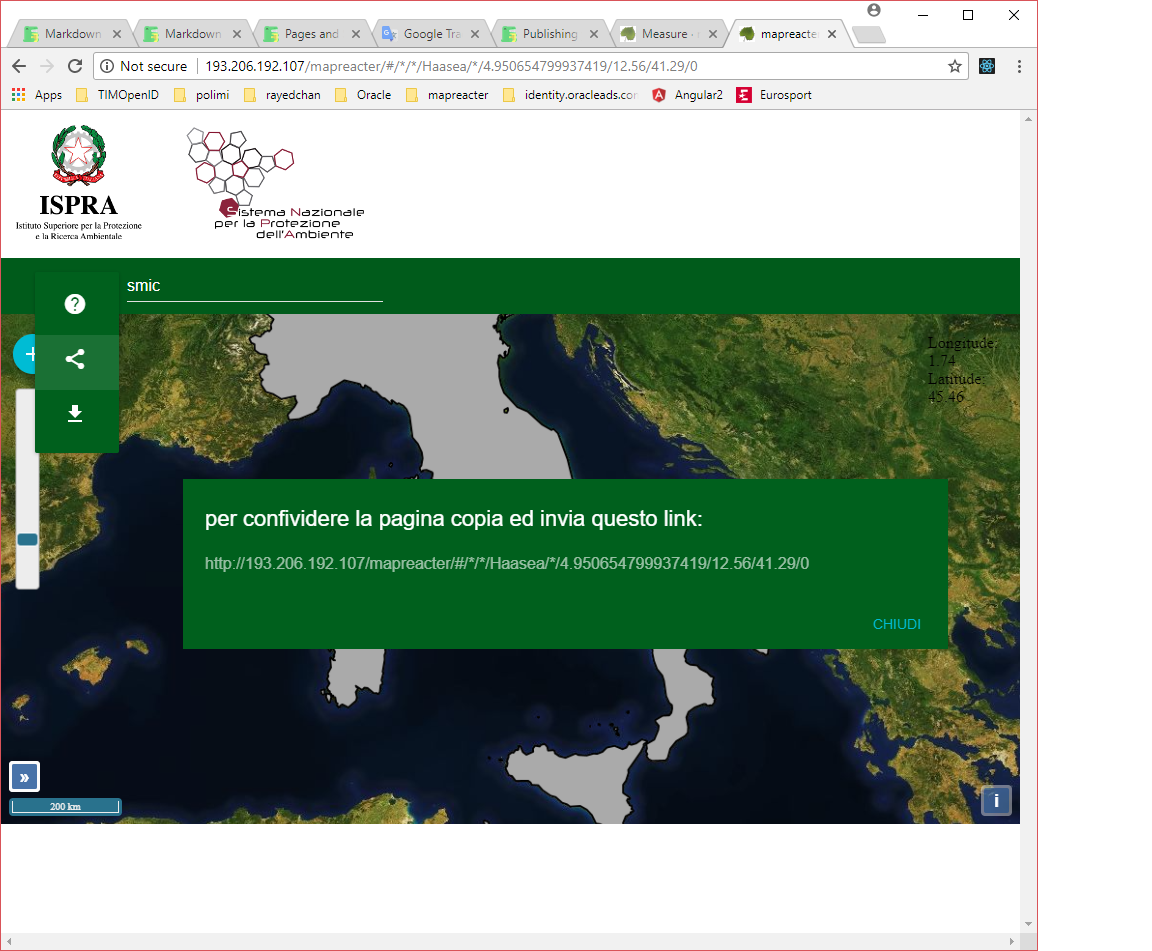 Markdown
Markdown
Pages and
Google Tra
Publishing
Measure -
mapreacter
Not secure
193.206.192.107/mapreacter/#/*/*/Haasea/*/4.950654799937419/12.56/41.29/0
Apps
TIMOpenID
polimi
rayedchan
Oracle
mapreacter
identity.oracleads.com
Angular2
Eurosport
ISPRA
Istituto Superiore per la Protezione
e la Ricerca Ambientale
Sistema Nazionale
per la Protezione
dell'Ambiente
smic
Longitude:
1.74
Latitude:
45.46
per confividere la pagina copia ed invia questo link:
http://193.206.192.107/mapreacter/#/*/*/Haasea/*/4.950654799937419/12.56/41.29/0
CHIUDI
»
200 km
i